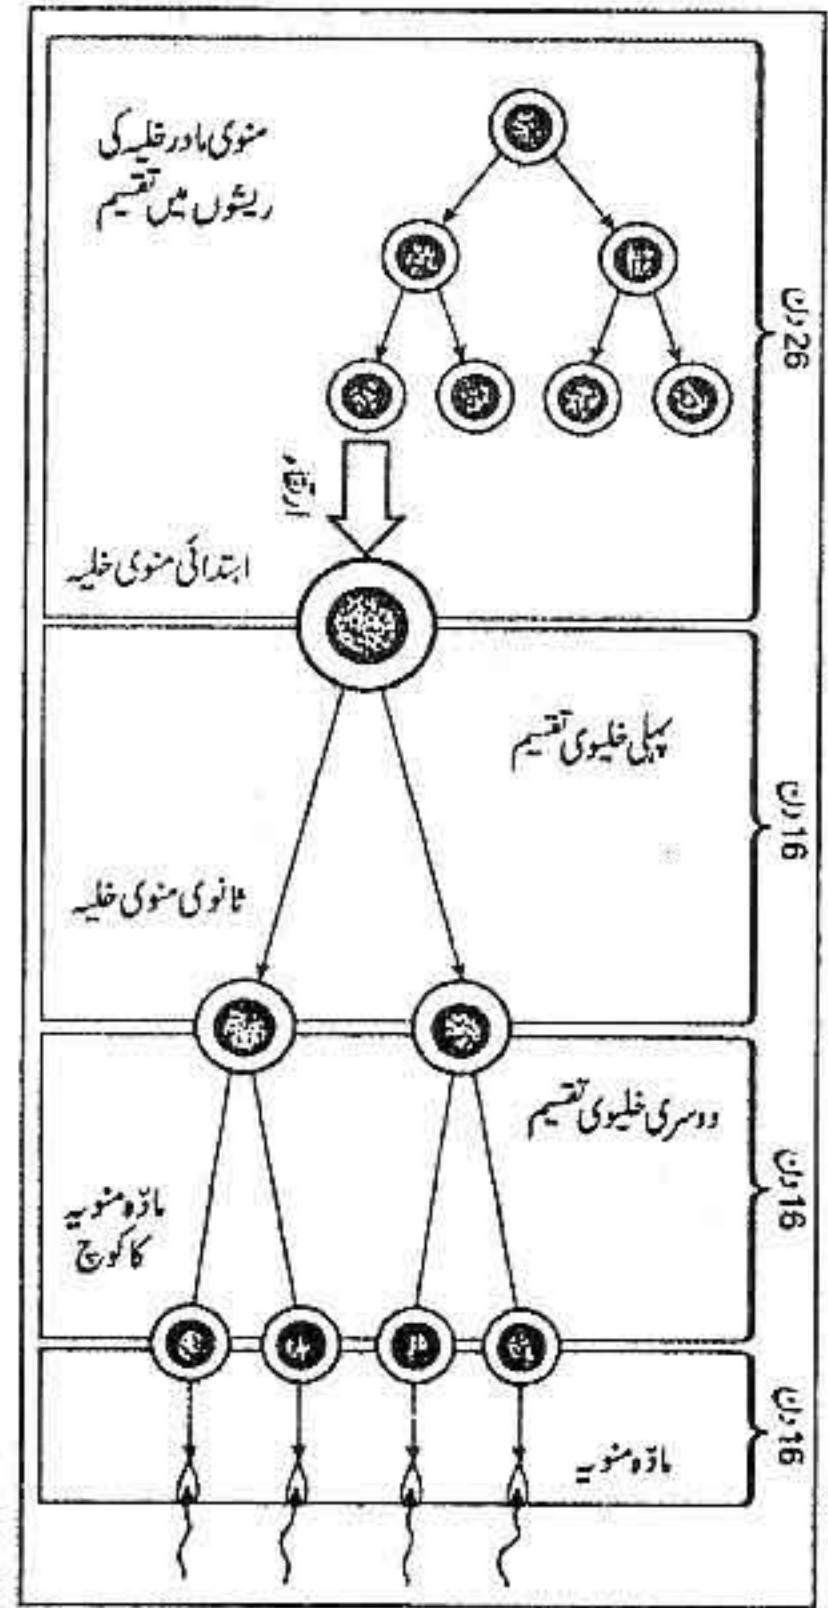 منوی مادر خلیہ کی
ریشوں میں تقسیم
26 دن
ارتقاء
ابتدائی منوی خلیہ
پہلی خلیوی تقسیم
16 دن
ثانوی منوی خلیہ
دوسری خلیوی تقسیم
16 دن
مادّہ منویہ
کا کوچ
16 دن
مادّہ منویہ